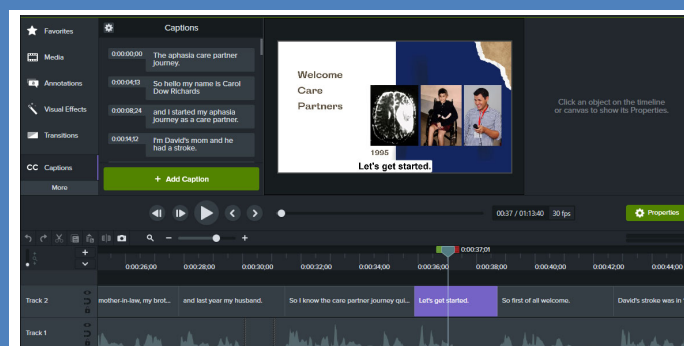 Favorites
Media
Annotations
Visual Effects
Transitions
CC Captions
More
Captions
0:00:00;00 The aphasia care partner
journey.
0:00:04;13 So hello my name is Carol
Dow Richards
0:00:08;24 and I started my aphasia
journey as a care partner.
0:00:14;12 I'm David's mom and he
had a stroke.
+ Add Caption
Welcome
Care
Partners
1995
Let's get started.
Click an object on the timeline
or canvas to show its Properties.
00:37 / 01:13:40 30 fps
Properties
0:00:37;01
0:00:26;00 0:00:28;00 0:00:30;00 0:00:32;00 0:00:34;00 0:00:36;00 0:00:38;00 0:00:40;00 0:00:42;00 0:00:44;00
Track 2 mother-in-law, my brot... and last year my husband. So I know the care partner journey qui... Let's get started. So first of all welcome. David's stroke was in
Track 1